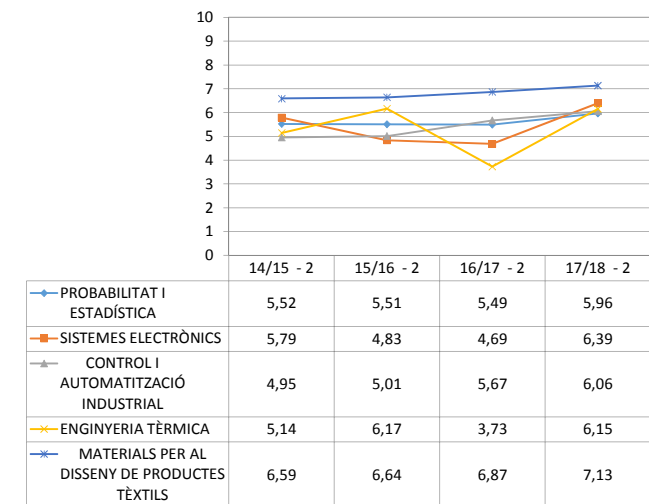 10
9
8
7
6
5
4
3
2
1
0
14/15 - 2 15/16 - 2 16/17 - 2 17/18 - 2
PROBABILITAT I
ESTADÍSTICA
5,52 5,51 5,49 5,96
SISTEMES ELECTRÒNICS 5,79 4,83 4,69 6,39
CONTROL I
AUTOMATITZACIÓ
INDUSTRIAL
4,95 5,01 5,67 6,06
ENGINYERIA TÈRMICA 5,14 6,17 3,73 6,15
MATERIALS PER AL
DISSENY DE PRODUCTES
TÈXTILS
6,59 6,64 6,87 7,13